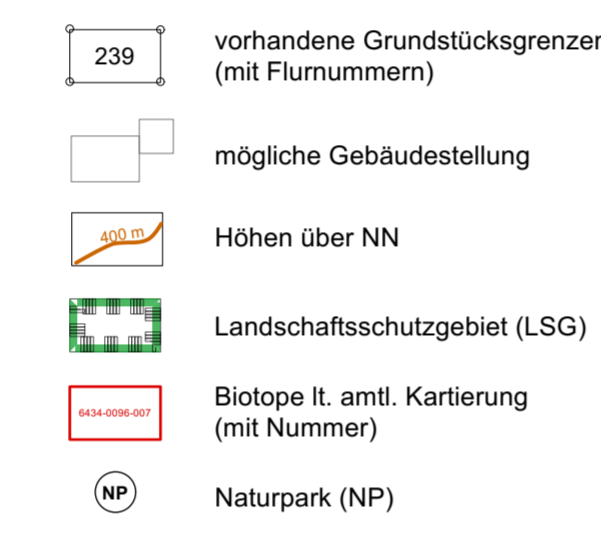 239
vorhandene Grundstücksgrenzen
(mit Flurnummern)
mögliche Gebäudestellung
400 m
Höhen über NN
Landschaftsschutzgebiet (LSG)
6434-0096-007
Biotope lt. amtl. Kartierung
(mit Nummer)
NP
Naturpark (NP)